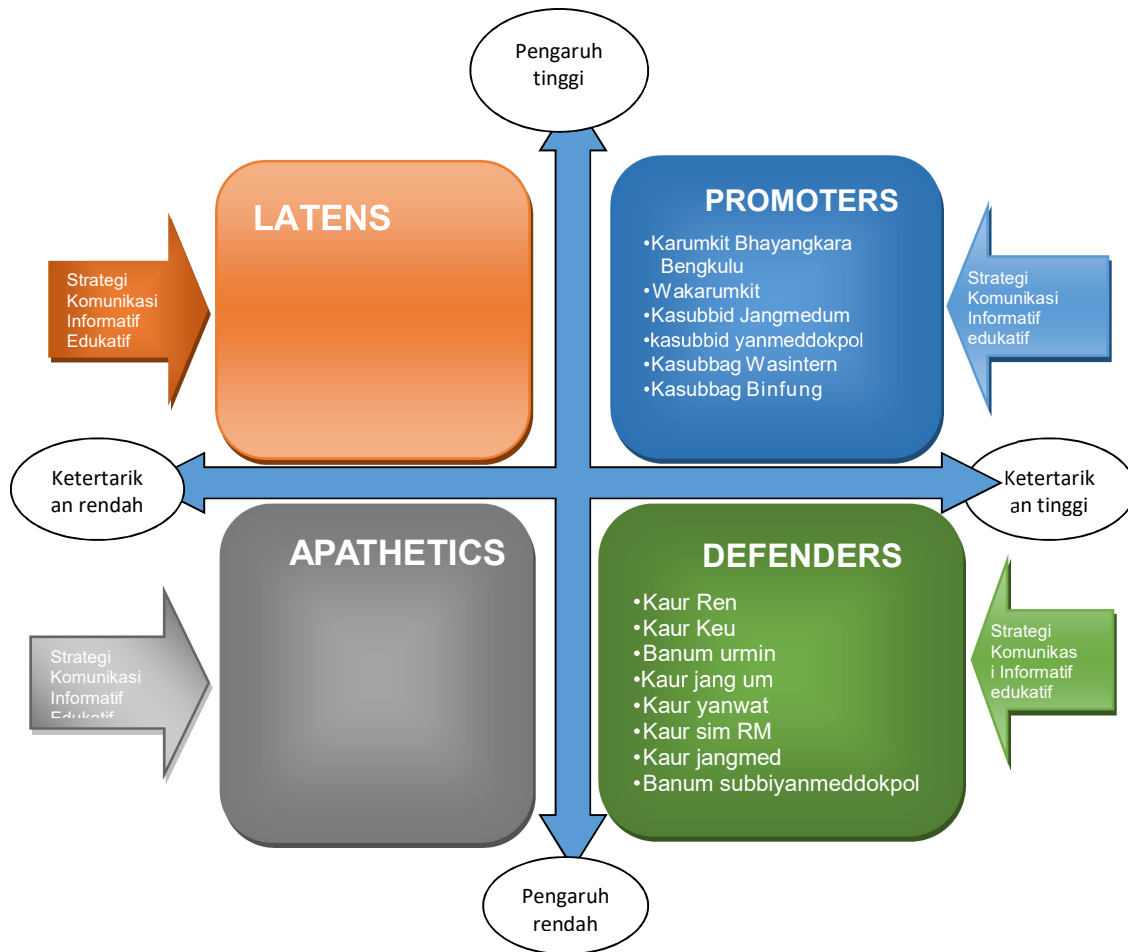 Pengaruh
tinggi
LATENS
Strategi
Komunikasi
Informatif
Edukatif
PROMOTERS
•Karumkit Bhayangkara
Bengkulu
•Wakarumkit
•Kasubbid Jangmedum
•kasubbid yanmeddokpol
•Kasubbag Wasintern
•Kasubbag Binfung
Strategi
Komunikasi
Informatif
edukatif
Ketertarik
an rendah
Ketertarik
an tinggi
APATHETICS
Strategi
Komunikasi
Informatif
Edukatif
DEFENDERS
•Kaur Ren
•Kaur Keu
•Banum urmin
•Kaur jang um
•Kaur yanwat
•Kaur sim RM
•Kaur jangmed
•Banum subbiyanmeddokpol
Strategi
Komunikas
i Informatif
edukatif
Pengaruh
rendah